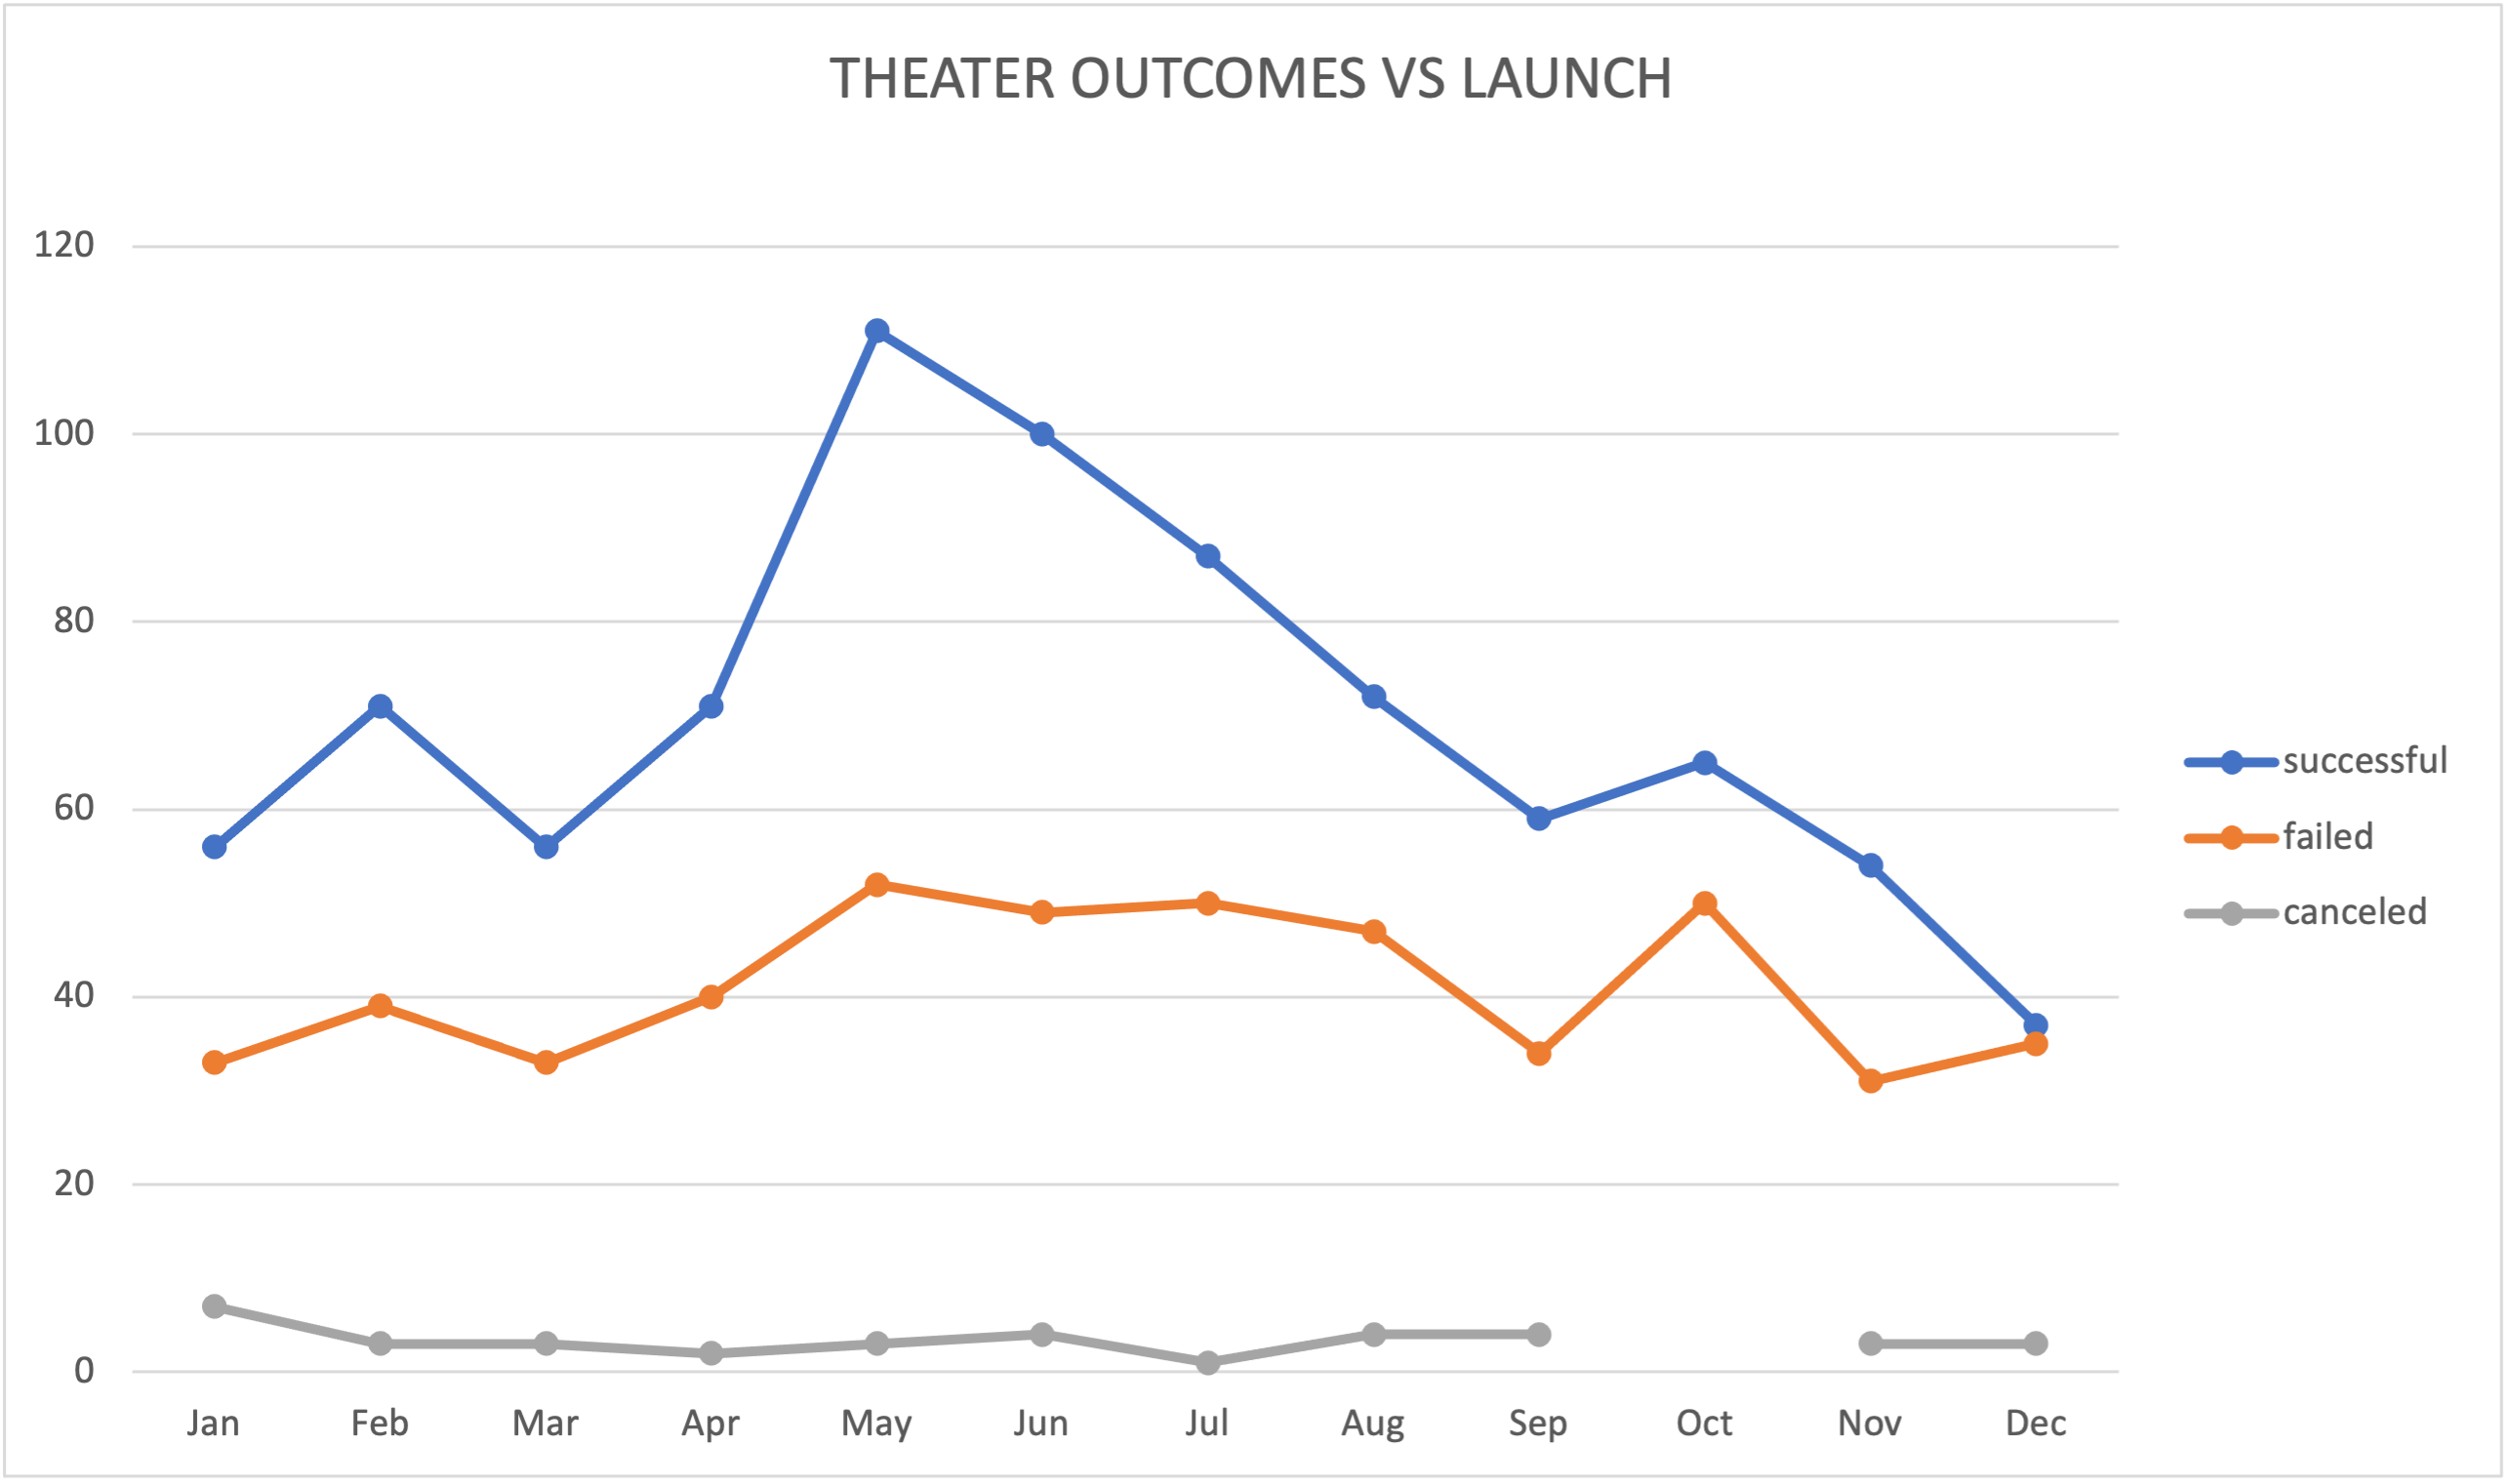 THEATER OUTCOMES VS LAUNCH
120
100
80
60
40
20
0
Jan Feb Mar Apr May Jun Jul Aug Sep Oct Nov Dec
successful
failed
canceled